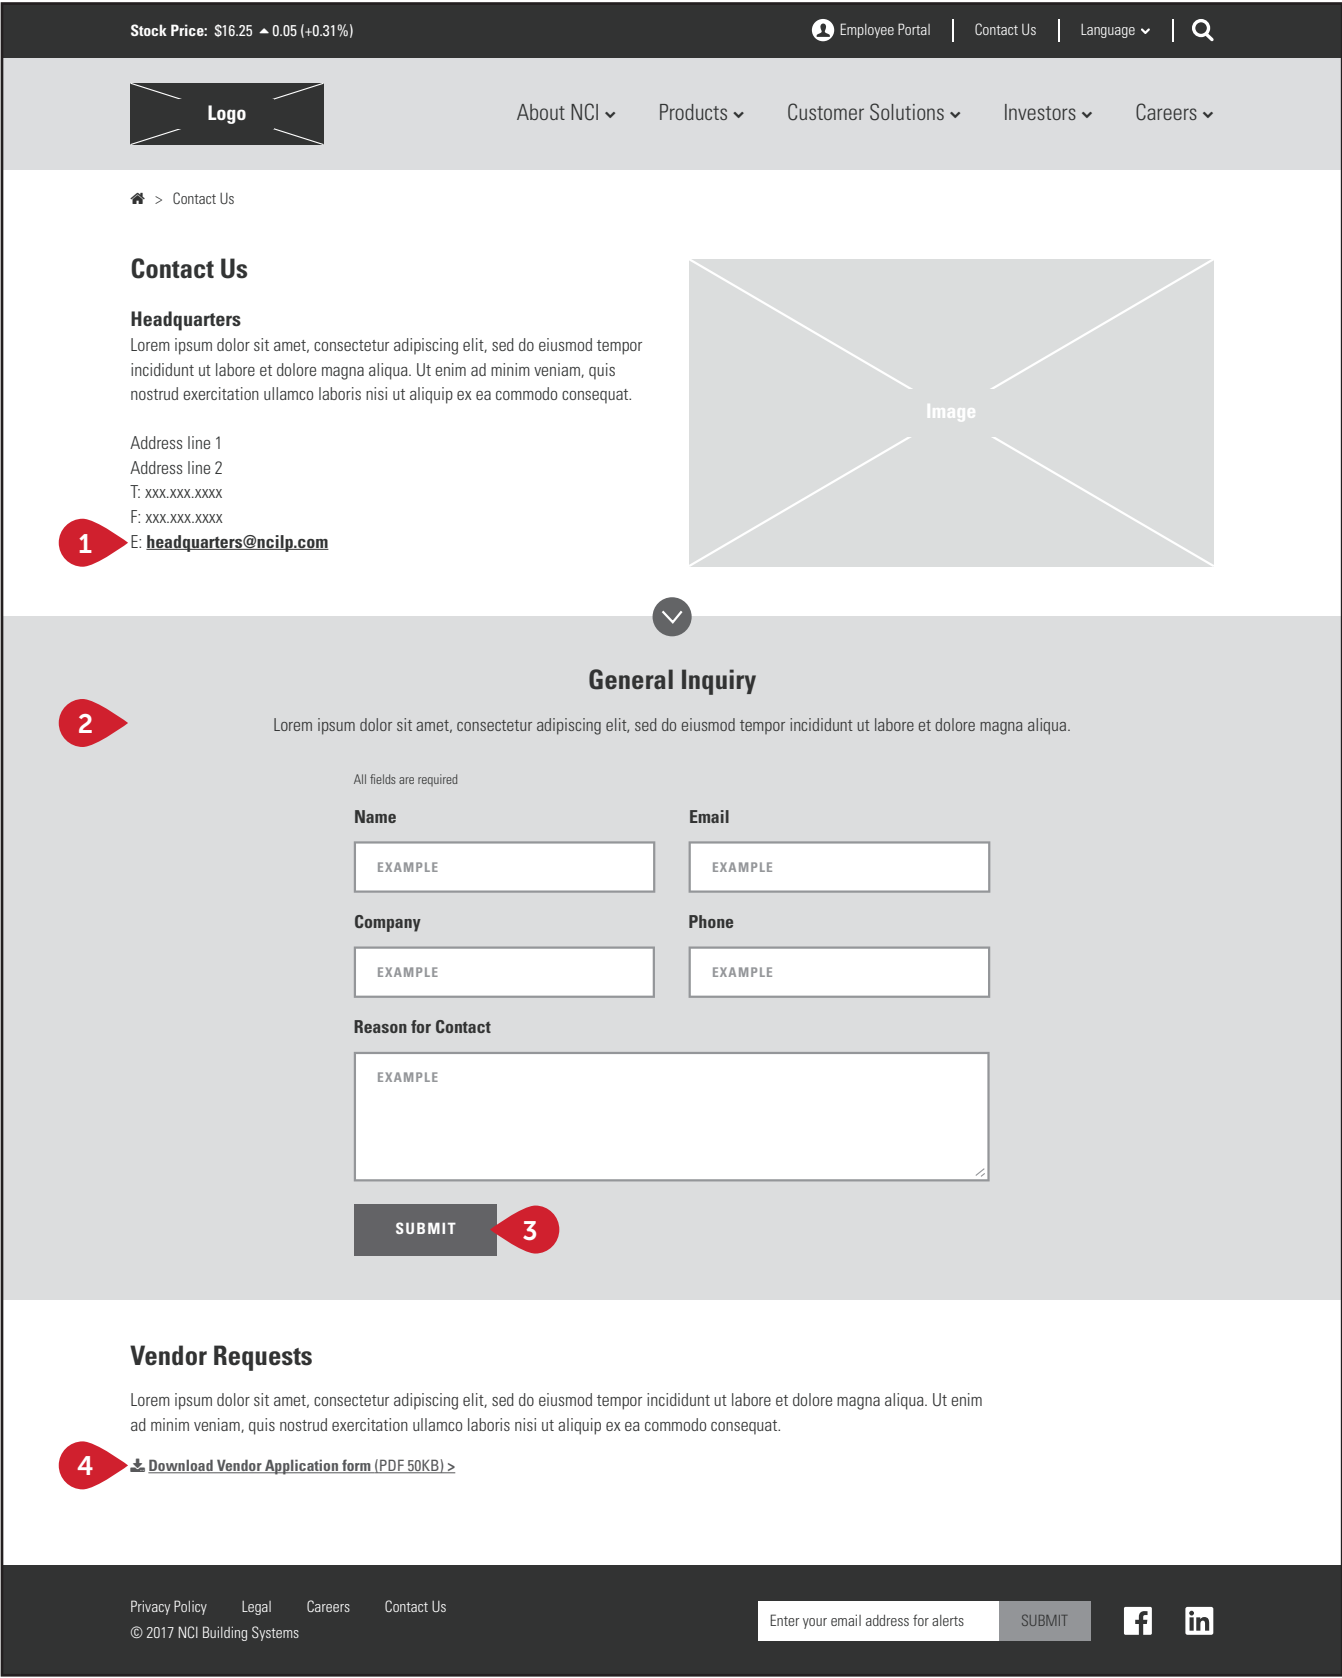 Stock Price: $16.25 0.05 (+0.31%)
Employee Portal
Contact Us
Language
Logo
About NCI
Products
Customer Solutions
Investors
Careers
> Contact Us
Contact Us
Headquarters
Lorem ipsum dolor sit amet, consectetur adipiscing elit, sed do eiusmod tempor
incididunt ut labore et dolore magna aliqua. Ut enim ad minim veniam, quis
nostrud exercitation ullamco laboris nisi ut aliquip ex ea commodo consequat.
Address line 1
Address line 2
T: xxx.xxx.xxxx
F: xxx.xxx.xxxx
1
E: headquarters@ncilp.com
Image
General Inquiry
2
Lorem ipsum dolor sit amet, consectetur adipiscing elit, sed do eiusmod tempor incididunt ut labore et dolore magna aliqua.
All fields are required
Name
Email
EXAMPLE
EXAMPLE
Company
Phone
EXAMPLE
EXAMPLE
Reason for Contact
EXAMPLE
SUBMIT
3
Vendor Requests
Lorem ipsum dolor sit amet, consectetur adipiscing elit, sed do eiusmod tempor incididunt ut labore et dolore magna aliqua. Ut enim
ad minim veniam, quis nostrud exercitation ullamco laboris nisi ut aliquip ex ea commodo consequat.
4
Download Vendor Application form (PDF 50KB) >
Privacy Policy
Legal
Careers
Contact Us
© 2017 NCI Building Systems
Enter your email address for alerts
SUBMIT
f
in